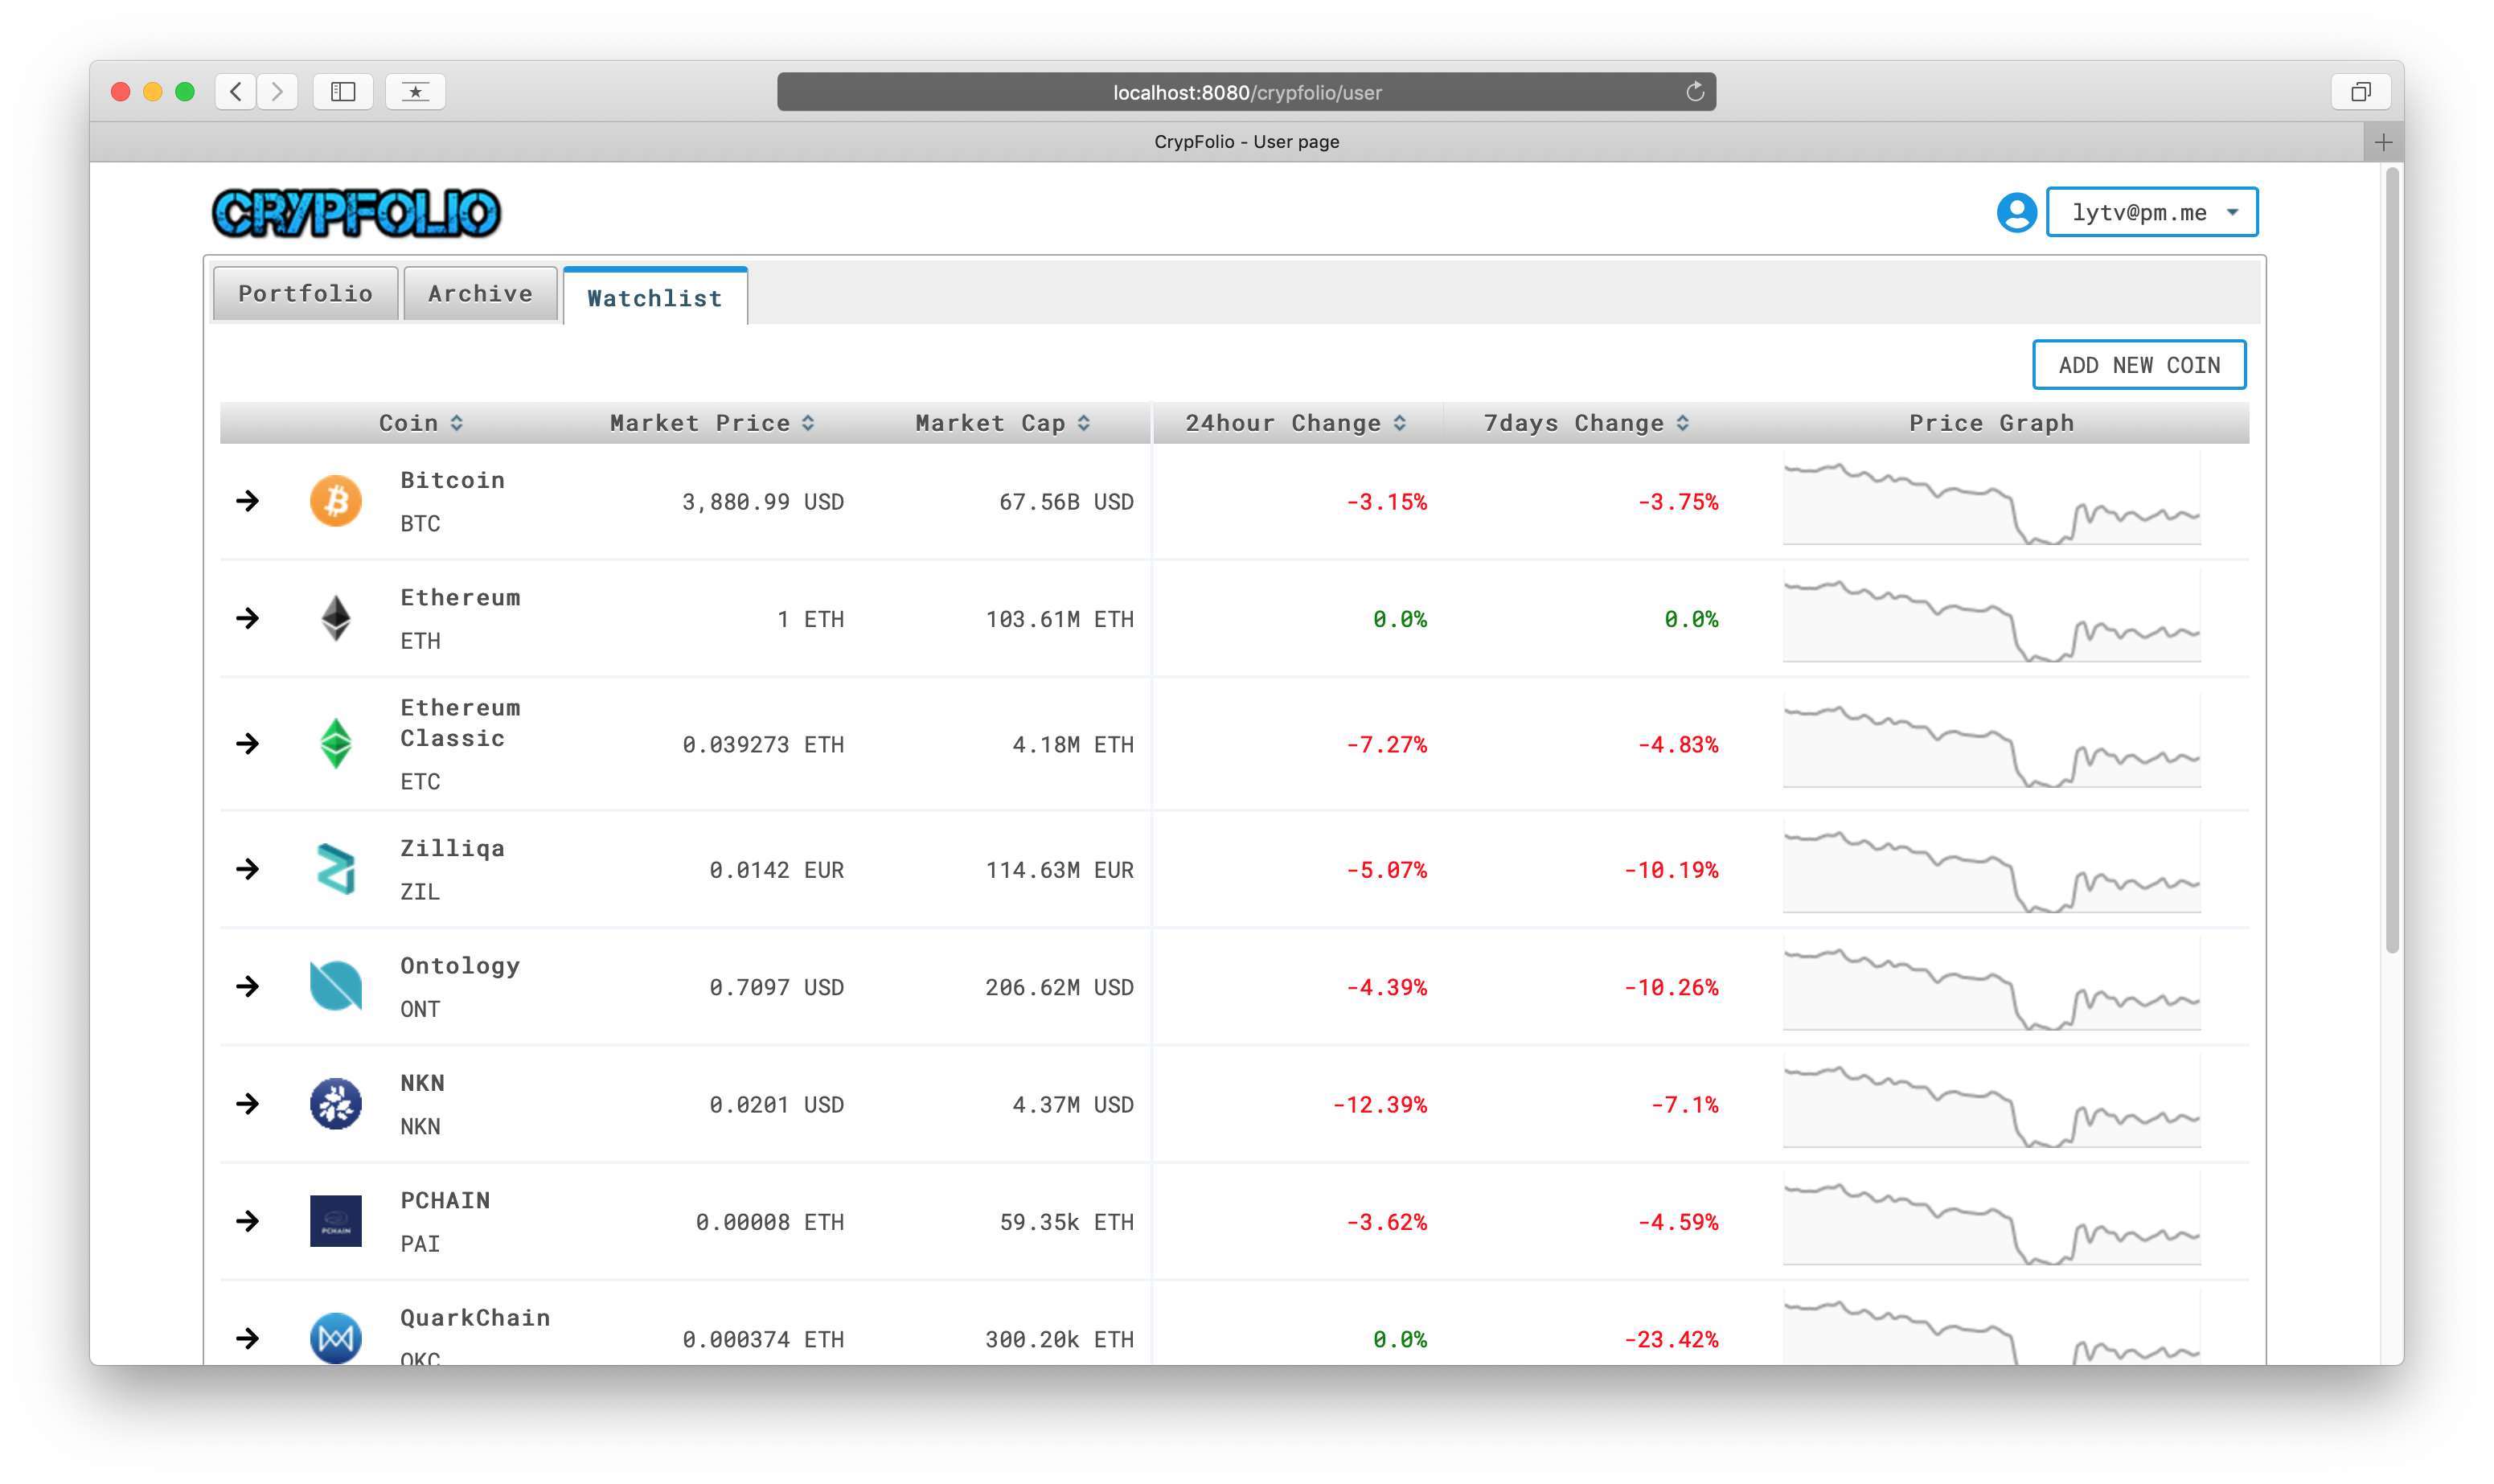 localhost:8080/crypfolio/user
CrypFolio - User page
CRYPFOLIO
lytv@pm.me
Portfolio Archive Watchlist
ADD NEW COIN
Coin Market Price Market Cap 24hour Change 7days Change Price Graph
Bitcoin
BTC 3,880.99 USD 67.56B USD -3.15% -3.75%
Ethereum
ETH 1 ETH 103.61M ETH 0.0% 0.0%
Ethereum
Classic
ETC 0.039273 ETH 4.18M ETH -7.27% -4.83%
Zilliqa
ZIL 0.0142 EUR 114.63M EUR -5.07% -10.19%
Ontology
ONT 0.7097 USD 206.62M USD -4.39% -10.26%
NKN
NKN 0.0201 USD 4.37M USD -12.39% -7.1%
PCHAIN
PCHAIN
PAI 0.00008 ETH 59.35k ETH -3.62% -4.59%
QuarkChain
0.000374 ETH 300.20k ETH 0.0% -23.42%